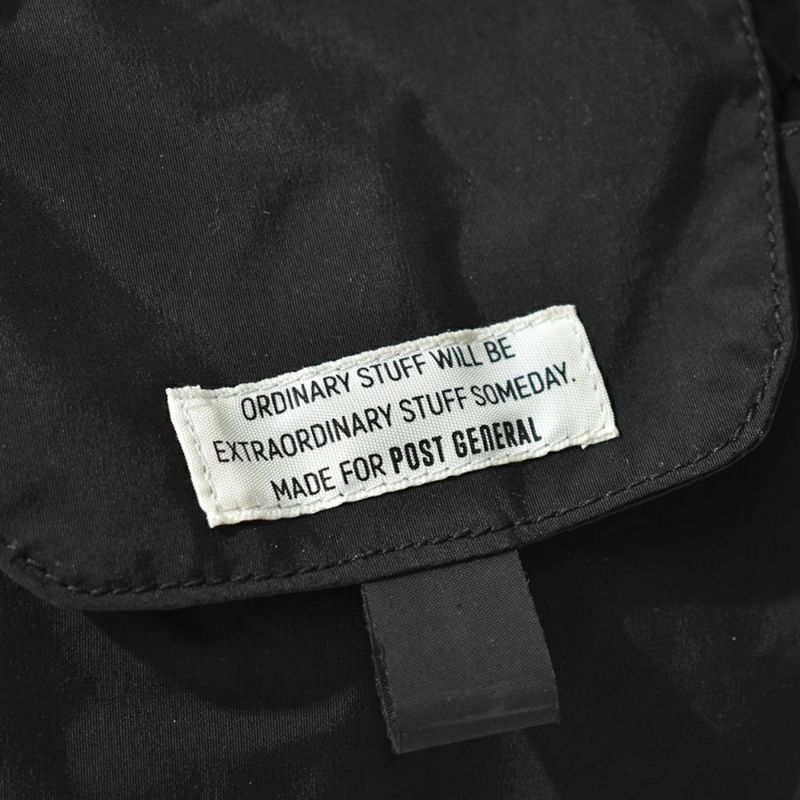 ORDINARY STUFF WILL BE
EXTRAORDINARY STUFF SOMEDAY.
MADE FOR POST GENERAL